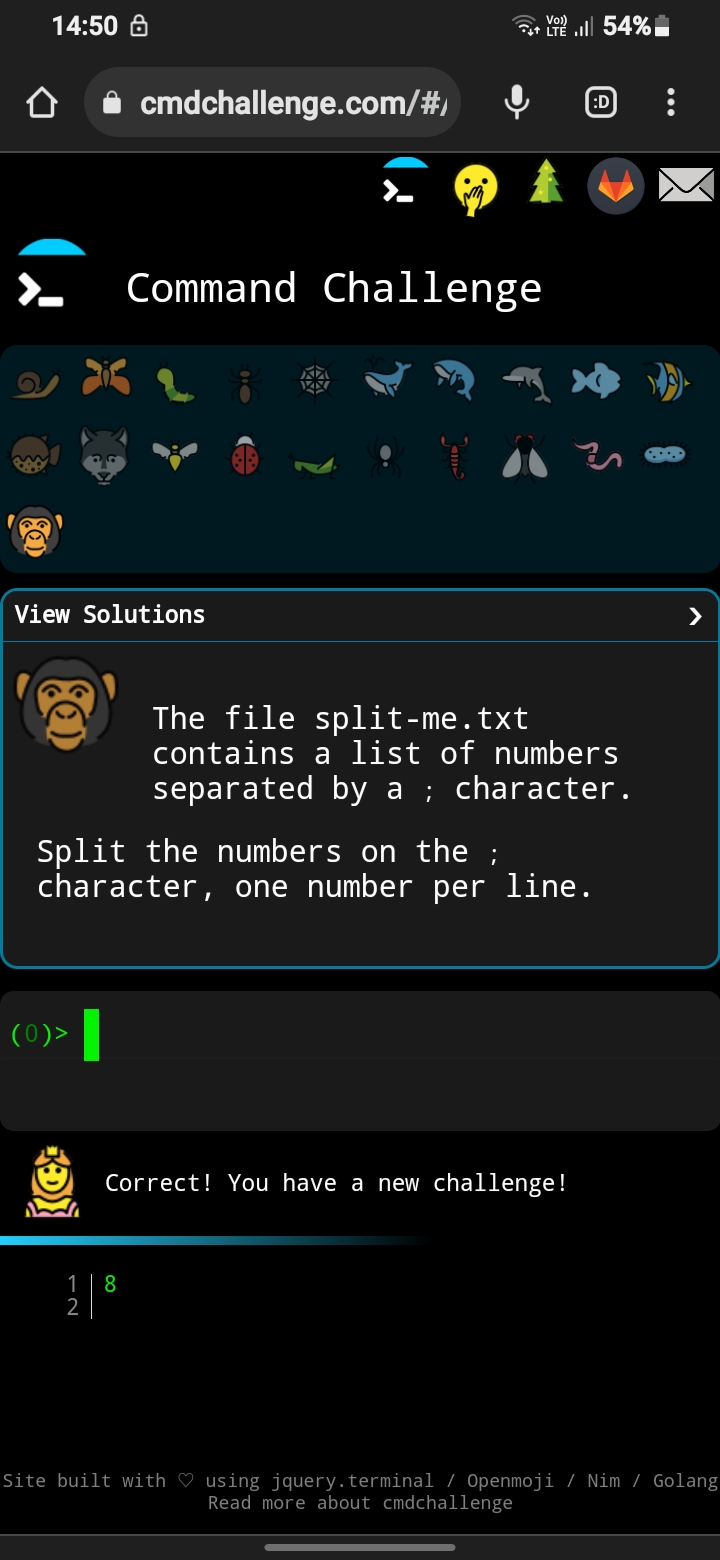 14:50
Vo))
LTE
54%
cmdchallenge.com/#/
:D
Command Challenge
View Solutions
The file split-me.txt
contains a list of numbers
separated by a ; character.
Split the numbers on the ;
character, one number per line.
(0)>
Correct! You have a new challenge!
1 8
2
Site built with ♡ using jquery.terminal / Openmoji / Nim / Golang
Read more about cmdchallenge